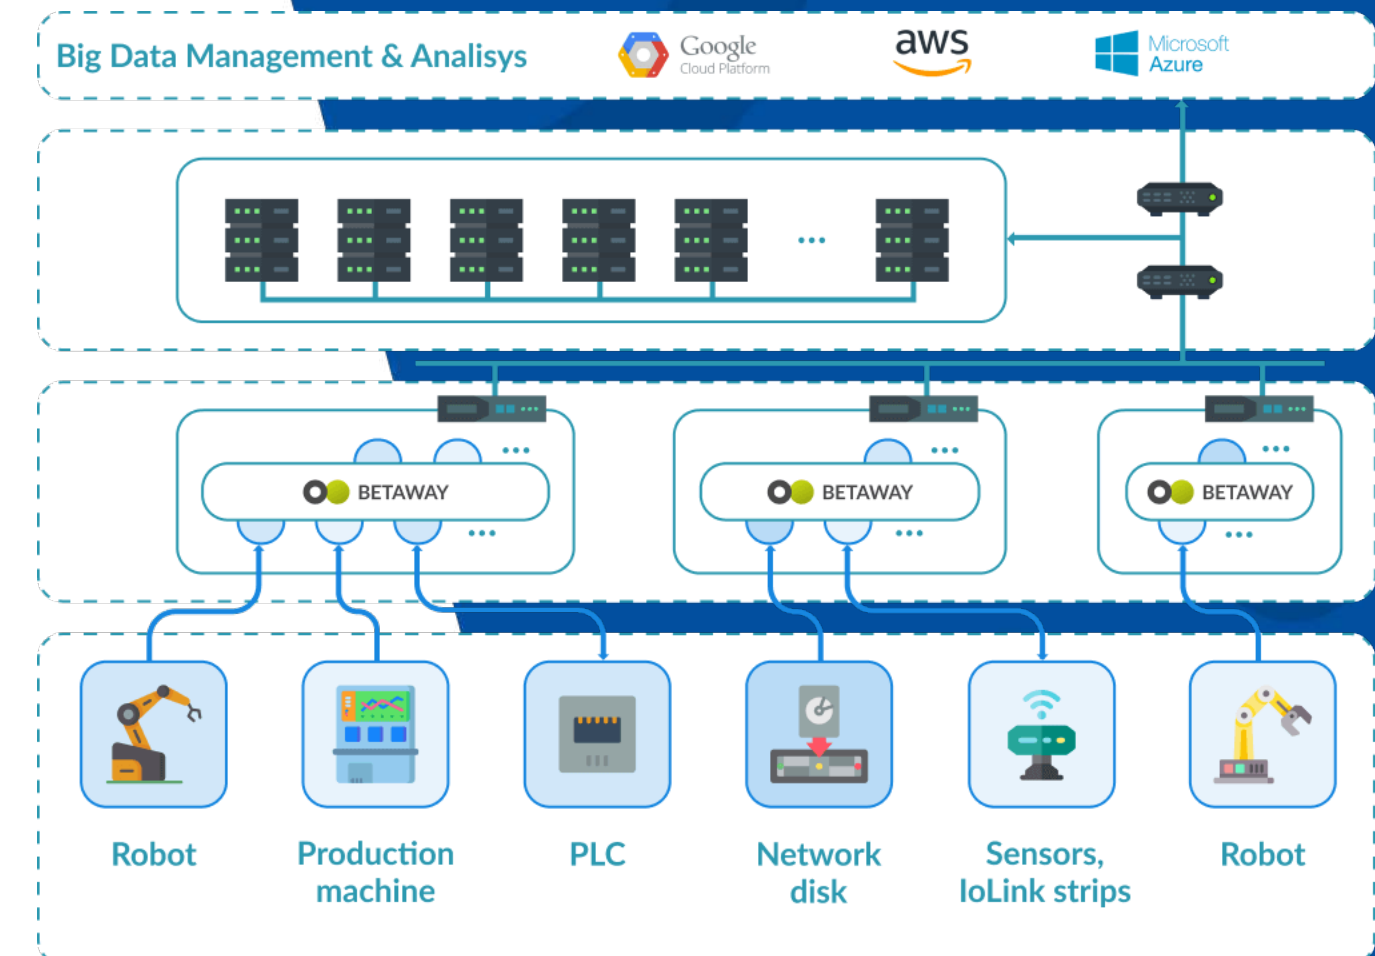 Big Data Management & Analisys
Google
Cloud Platform
aws
Microsoft
Azure
BETAWAY
BETAWAY
BETAWAY
Robot
Production
machine
PLC
Network
disk
Sensors,
IoLink strips
Robot